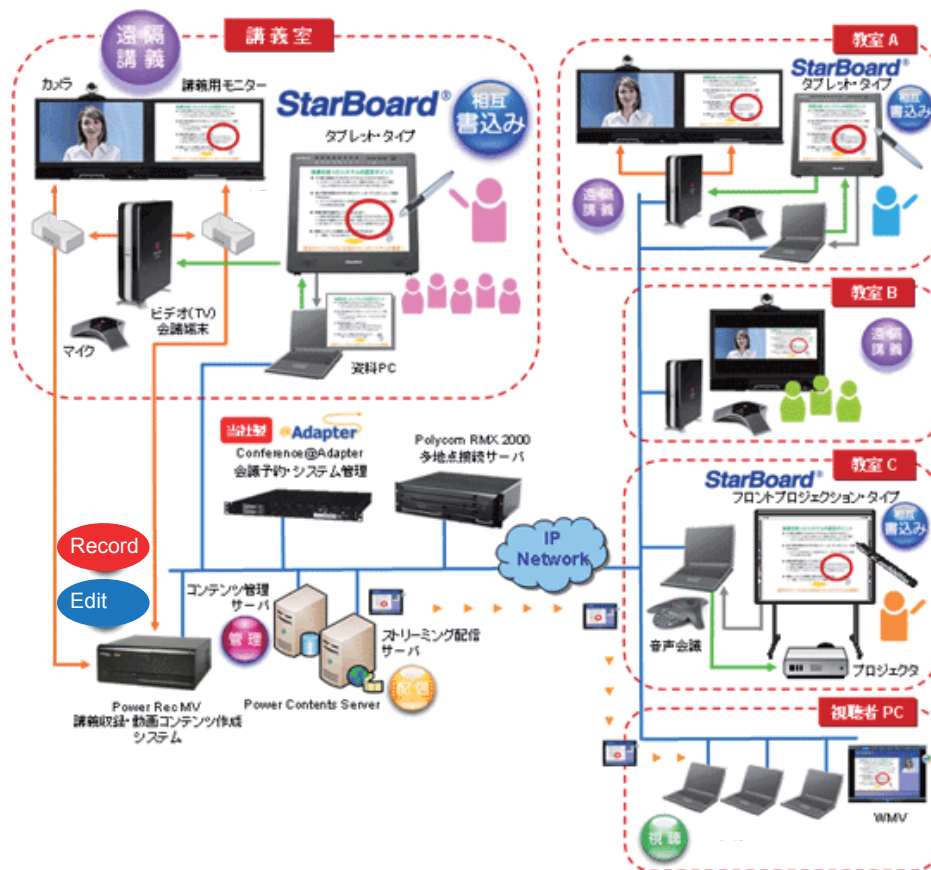 遠隔
講義
講義室
カメラ
講義用モニター
StarBoard®
タブレット・タイプ
相互
書込み
ビデオ(TV)
会議端末
マイク
資料PC
教室 A
StarBoard®
タブレット・タイプ
相互
書込み
遠隔
講義
教室 B
遠隔
講義
教室 C
StarBoard®
フロントプロジェクション・タイプ
相互
書込み
音声会議
プロジェクタ
当社製
@Adapter
Conference@Adapter
会議予約・システム管理
Polycom RMX 2000
多地点接続サーバ
IP
Network
Record
Edit
コンテンツ管理
サーバ
管理
ストリーミング配信
サーバ
配信
Power Contents Server
Power Rec MV
講義収録・動画コンテンツ作成
システム
視聴者 PC
WMV
視聴